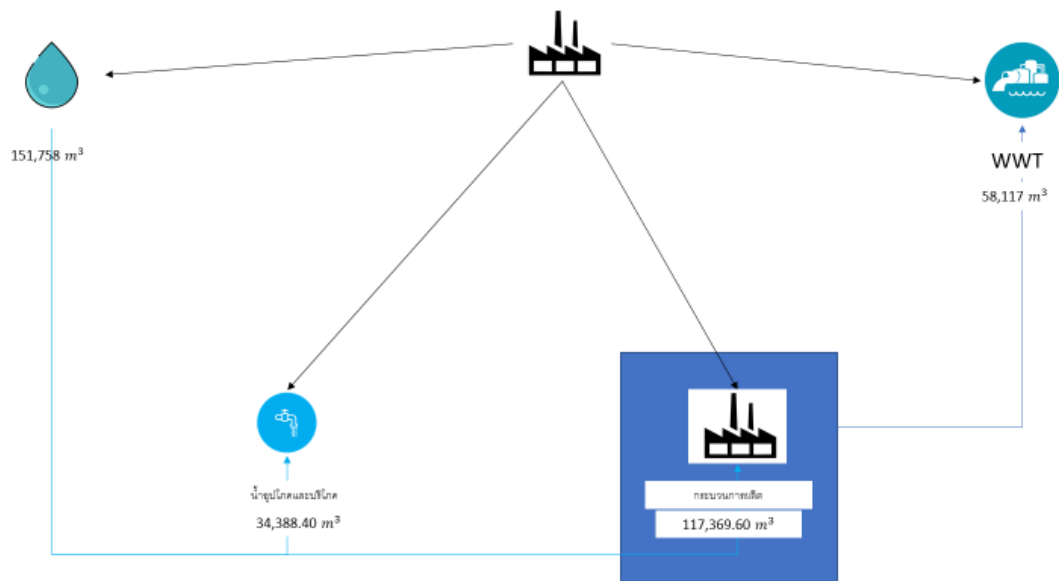 151,758 m³
WWT
58,117 m³
น้ำอุปโภคและบริโภค
34,388.40 m³
กระบวนการผลิต
117,369.60 m³